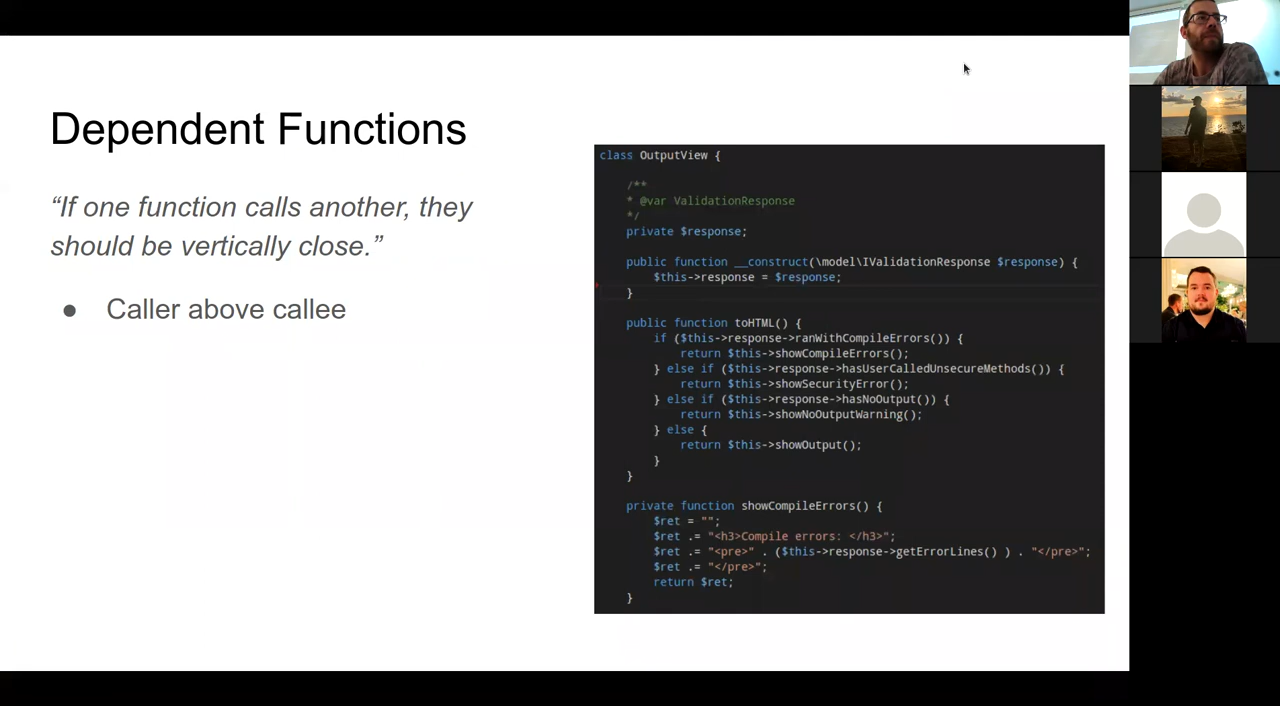 Dependent Functions
“If one function calls another, they
should be vertically close.”
● Caller above callee
class OutputView {
/**
* @var ValidationResponse
*/
private $response;
public function __construct(\model\IValidationResponse $response) {
$this->response = $response;
}
public function toHTML() {
if ($this->response->ranWithCompileErrors()) {
return $this->showCompileErrors();
} else if ($this->response->hasUserCalledUnsecureMethods()) {
return $this->showSecurityError();
} else if ($this->response->hasNoOutput()) {
return $this->showNoOutputWarning();
} else {
return $this->showOutput();
}
}
private function showCompileErrors() {
$ret = "";
$ret .= "<h3>Compile errors: </h3>";
$ret .= "<pre>" . ($this->response->getErrorLines() ) . "</pre>";
$ret .= "</pre>";
return $ret;
}